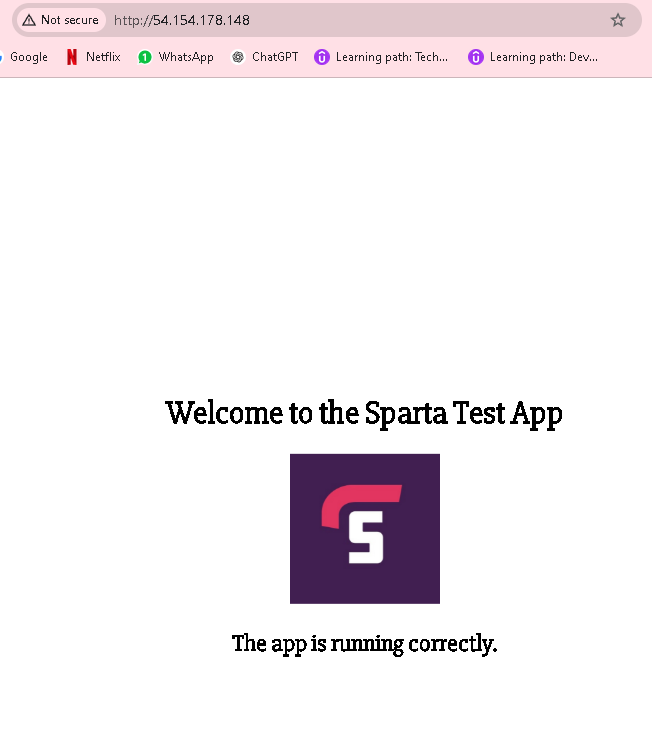 Not secure http://54.154.178.148
Google Netflix 1 WhatsApp ChatGPT Learning path: Tech... Learning path: Dev...
Welcome to the Sparta Test App
S
The app is running correctly.